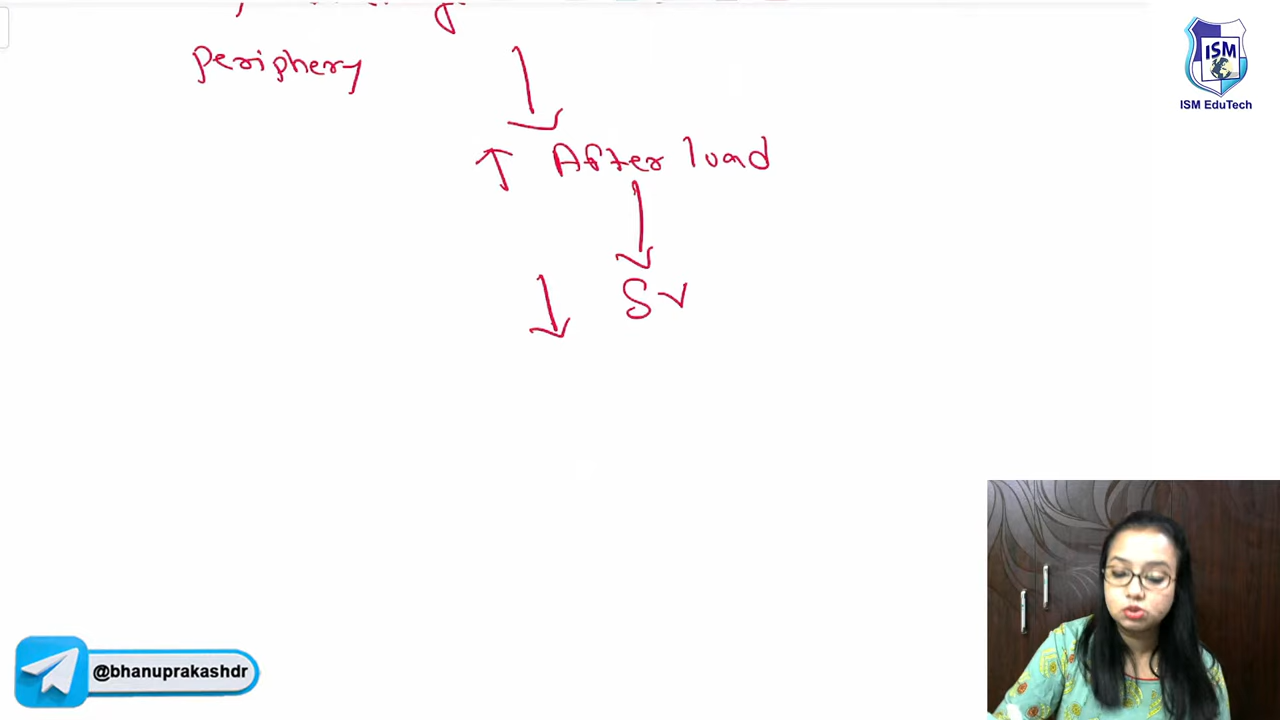 periphery
↑ After load
↓ SV
ISM
ISM EduTech
@bhanuprakashdr